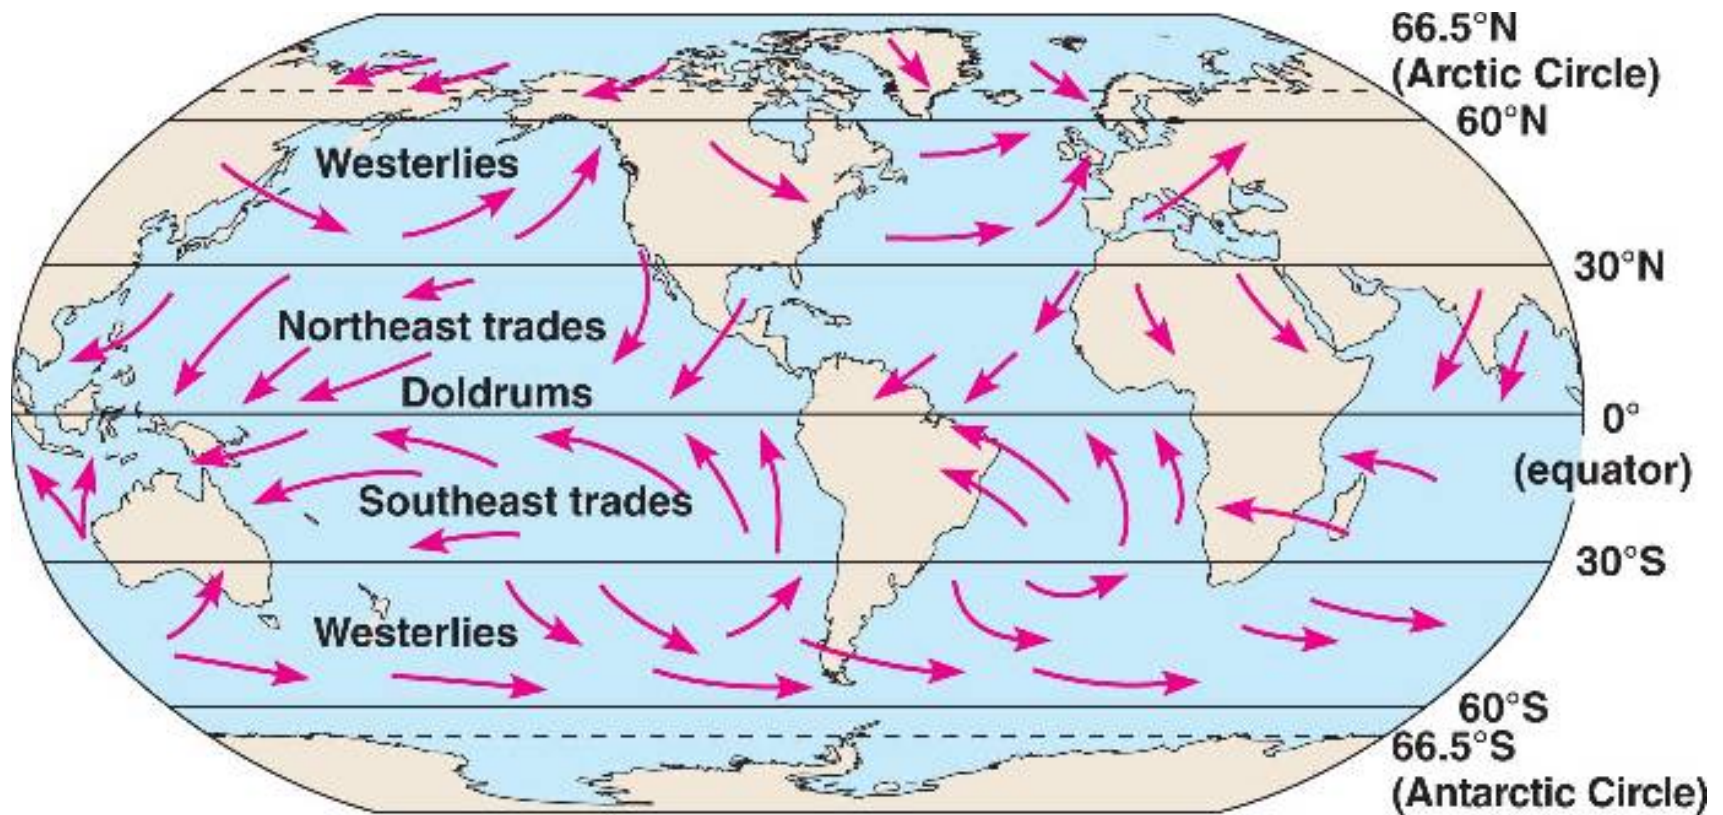 66.5°N
(Arctic Circle)
60°N
Westerlies
30°N
Northeast trades
Doldrums
0°
(equator)
Southeast trades
30°S
Westerlies
60°S
66.5°S
(Antarctic Circle)